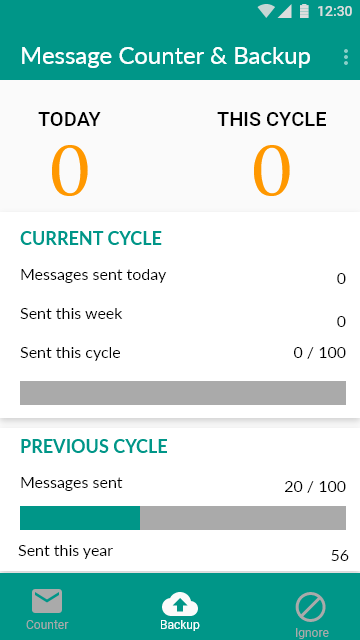 12:30
Message Counter & Backup
TODAY THIS CYCLE
0 0
CURRENT CYCLE
Messages sent today 0
Sent this week 0
Sent this cycle 0 / 100
PREVIOUS CYCLE
Messages sent 20 / 100
Sent this year 56
Counter Backup Ignore